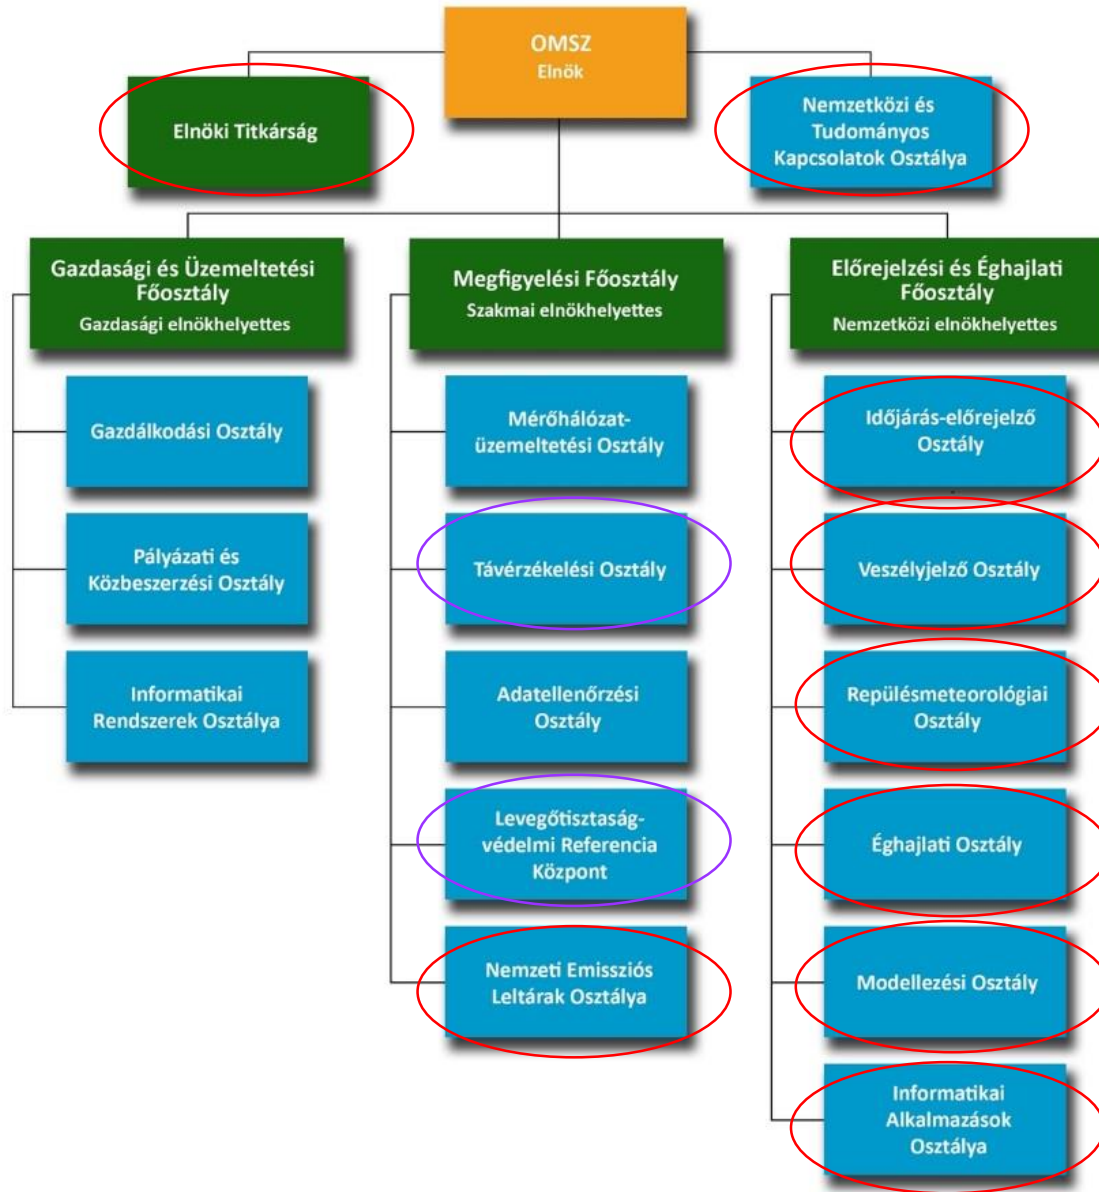 OMSZ
Elnök
Elnöki Titkárság
Nemzetközi és
Tudományos
Kapcsolatok Osztálya
Gazdasági és Üzemeltetési
Főosztály
Gazdasági elnökhelyettes
Megfigyelési Főosztály
Szakmai elnökhelyettes
Előrejelzési és Éghajlati
Főosztály
Nemzetközi elnökhelyettes
Gazdálkodási Osztály
Pályázati és
Közbeszerzési Osztály
Informatikai
Rendszerek Osztálya
Mérőhálózat-
üzemeltetési Osztály
Távérzékelési Osztály
Adatellenőrzési
Osztály
Levegőtisztaság-
védelmi Referencia
Központ
Nemzeti Emissziós
Leltárak Osztálya
Időjárás-előrejelző
Osztály
Veszélyjelző Osztály
Repülésmeteorológiai
Osztály
Éghajlati Osztály
Modellezési Osztály
Informatikai
Alkalmazások
Osztálya